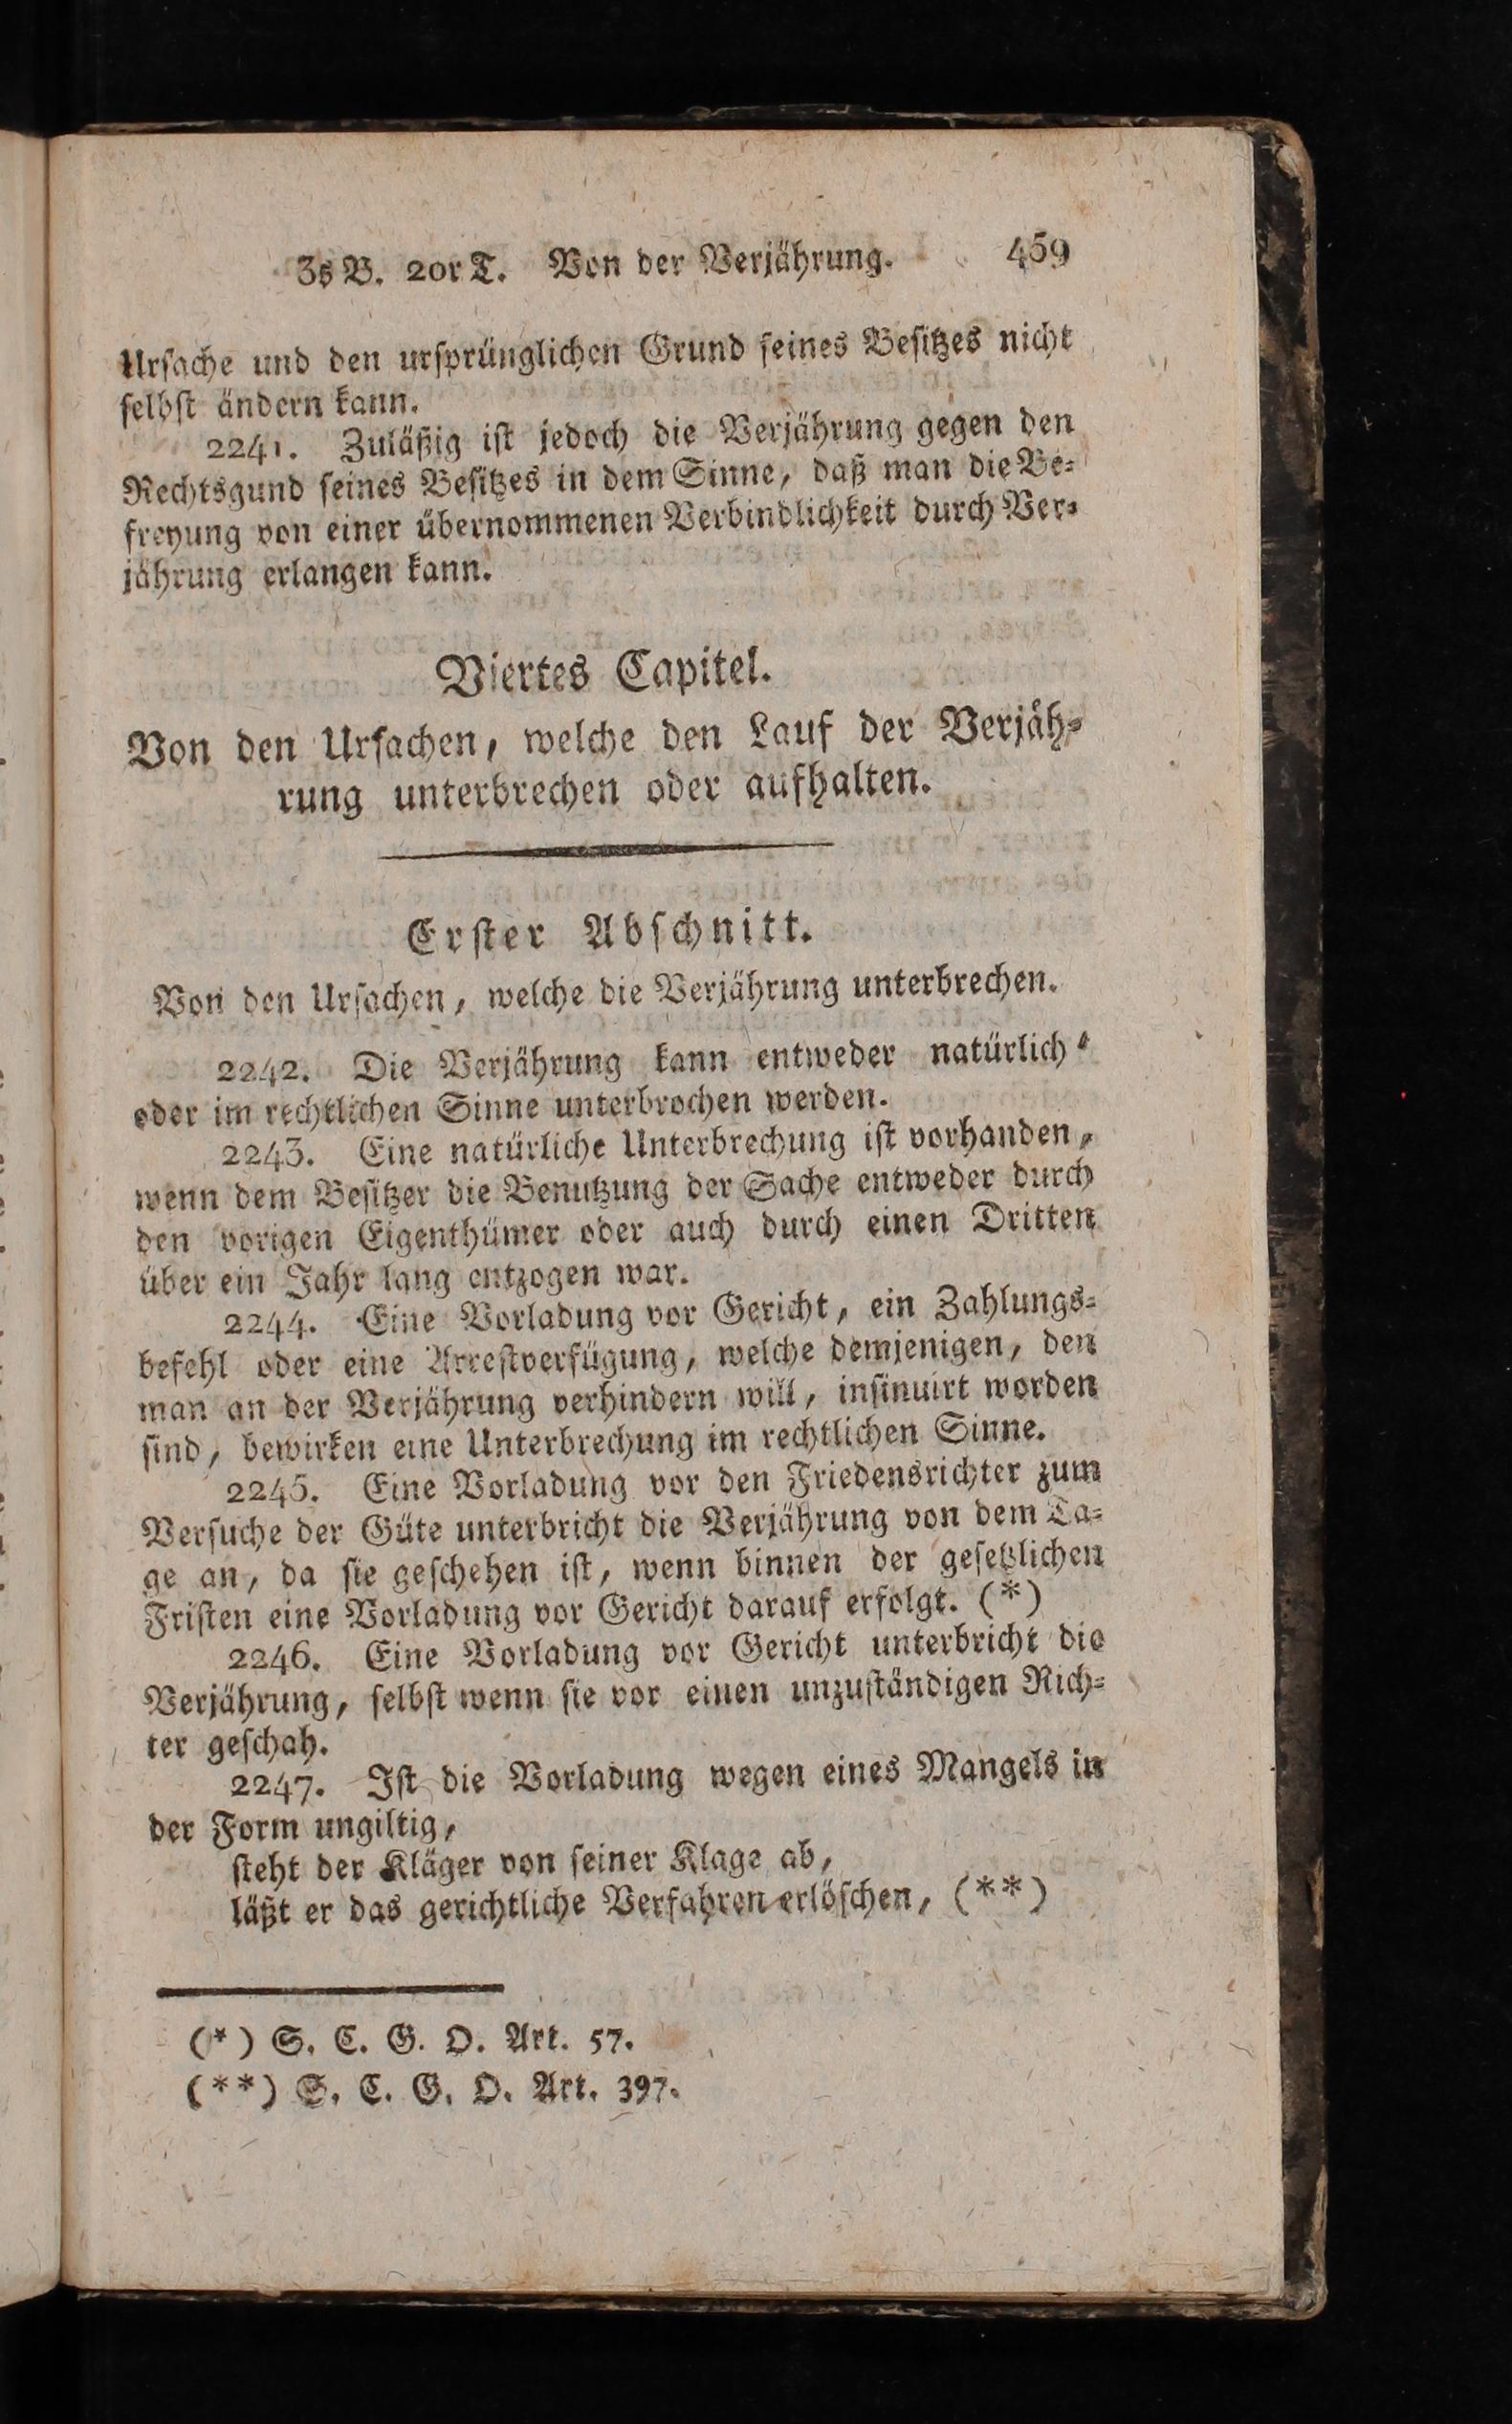 3s B. 20r T. Von der Verjährung. 459
Ursache und den ursprünglichen Grund seines Besitzes nicht
selbst ändern kann.
2241. Zuläßig ist jedoch die Verjährung gegen den
Rechtsgund seines Besitzes in dem Sinne, daß man die Be-
freyung von einer übernommenen Verbindlichkeit durch Ver-
jährung erlangen kann.
Viertes Capitel.
Von den Ursachen, welche den Lauf der Verjäh-
rung unterbrechen oder aufhalten.
Erster Abschnitt.
Von den Ursachen, welche die Verjährung unterbrechen.
2242. Die Verjährung kann entweder natürlich
oder im rechtlichen Sinne unterbrochen werden.
2243. Eine natürliche Unterbrechung ist vorhanden,
wenn dem Besitzer die Benutzung der Sache entweder durch
den vorigen Eigenthümer oder auch durch einen Dritten
über ein Jahr lang entzogen war.
2244. Eine Vorladung vor Gericht, ein Zahlungs-
befehl oder eine Arrestverfügung, welche demjenigen, den
man an der Verjährung verhindern will, insinuirt worden
sind, bewirken eine Unterbrechung im rechtlichen Sinne.
2245. Eine Vorladung vor den Friedensrichter zum
Versuche der Güte unterbricht die Verjährung von dem Ta-
ge an, da sie geschehen ist, wenn binnen der gesetzlichen
Fristen eine Vorladung vor Gericht darauf erfolgt. (*)
2246. Eine Vorladung vor Gericht unterbricht die
Verjährung, selbst wenn sie vor einen unzuständigen Rich-
ter geschah.
2247. Ist die Vorladung wegen eines Mangels in
der Form ungiltig,
steht der Kläger von seiner Klage ab,
läßt er das gerichtliche Verfahren erlöschen, (**)
(*) S. C. G. O. Art. 57.
(**) S. C. G. O. Art. 397.